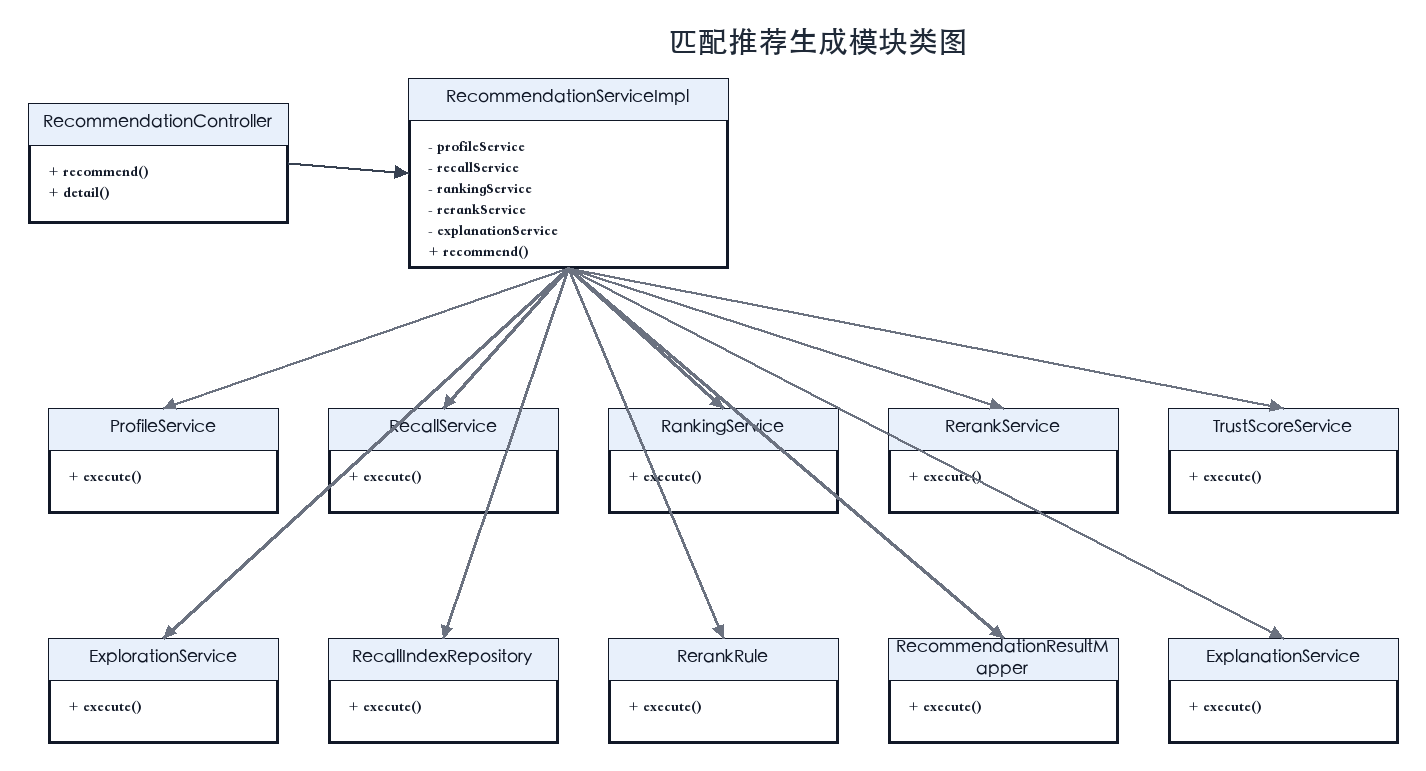 匹配推荐生成模块类图
RecommendationController
+ recommend()
+ detail()
RecommendationServiceImpl
- profileService
- recallService
- rankingService
- rerankService
- explanationService
+ recommend()
ProfileService
+ execute()
RecallService
+ execute()
RankingService
+ execute()
RerankService
+ execute()
TrustScoreService
+ execute()
ExplorationService
+ execute()
RecallIndexRepository
+ execute()
RerankRule
+ execute()
RecommendationResultM
apper
+ execute()
ExplanationService
+ execute()